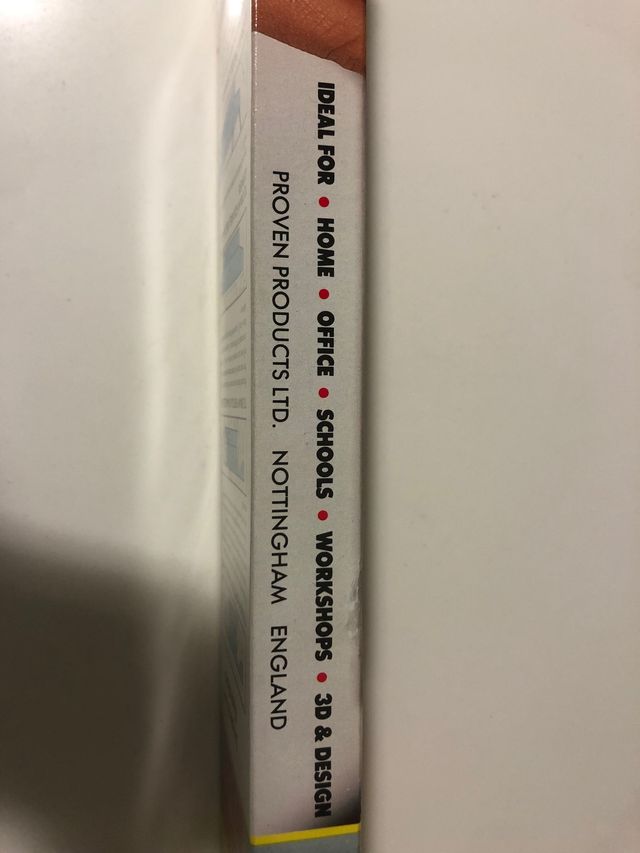 IDEAL FOR • HOME • OFFICE • SCHOOLS • WORKSHOPS • 3D & DESIGN
PROVEN PRODUCTS LTD. NOTTINGHAM ENGLAND